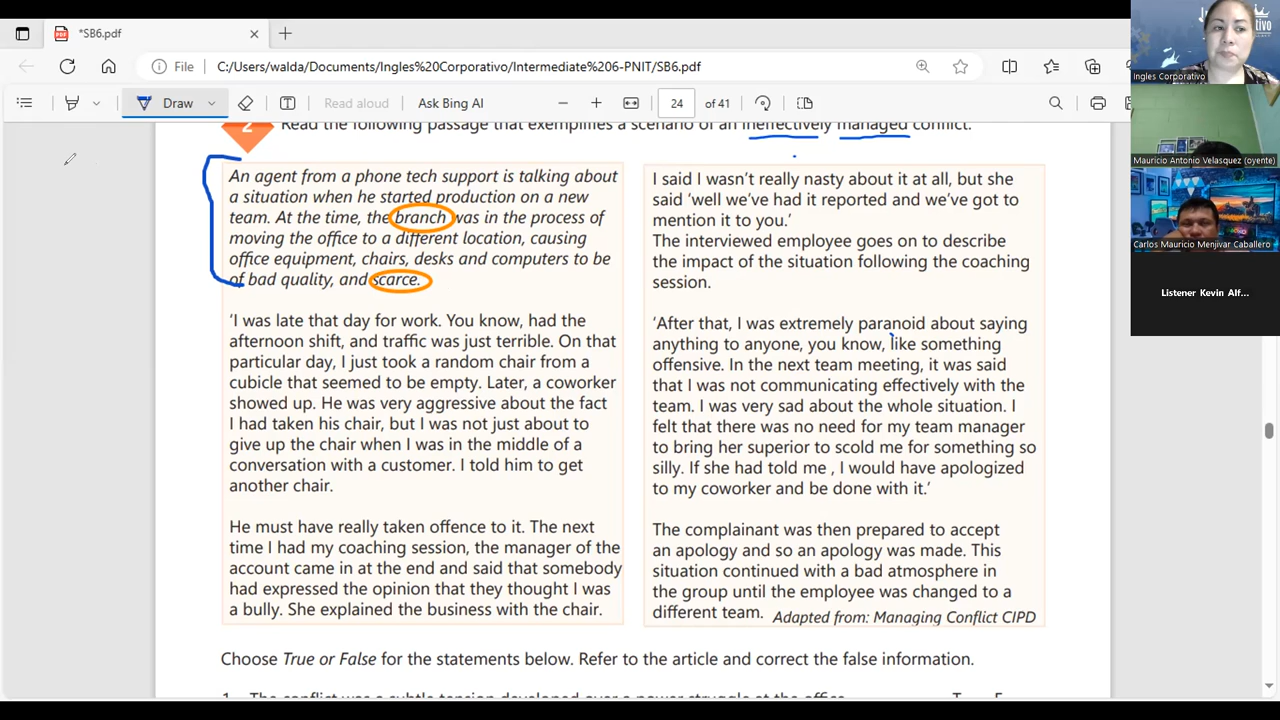 *SB6.pdf
File
C:/Users/walda/Documents/Ingles%20Corporativo/Intermediate%206-PNIT/SB6.pdf
Draw
Read aloud
Ask Bing AI
24
of 41
2
Read the following passage that exemplifies a scenario of an ineffectively managed conflict.
An agent from a phone tech support is talking about
a situation when he started production on a new
team. At the time, the branch was in the process of
moving the office to a different location, causing
office equipment, chairs, desks and computers to be
of bad quality, and scarce.
‘I was late that day for work. You know, had the
afternoon shift, and traffic was just terrible. On that
particular day, I just took a random chair from a
cubicle that seemed to be empty. Later, a coworker
showed up. He was very aggressive about the fact
I had taken his chair, but I was not just about to
give up the chair when I was in the middle of a
conversation with a customer. I told him to get
another chair.
He must have really taken offence to it. The next
time I had my coaching session, the manager of the
account came in at the end and said that somebody
had expressed the opinion that they thought I was
a bully. She explained the business with the chair.
I said I wasn’t really nasty about it at all, but she
said ‘well we’ve had it reported and we’ve got to
mention it to you.’
The interviewed employee goes on to describe
the impact of the situation following the coaching
session.
‘After that, I was extremely paranoid about saying
anything to anyone, you know, like something
offensive. In the next team meeting, it was said
that I was not communicating effectively with the
team. I was very sad about the whole situation. I
felt that there was no need for my team manager
to bring her superior to scold me for something so
silly. If she had told me , I would have apologized
to my coworker and be done with it.’
The complainant was then prepared to accept
an apology and so an apology was made. This
situation continued with a bad atmosphere in
the group until the employee was changed to a
different team.
Adapted from: Managing Conflict CIPD
Choose True or False for the statements below. Refer to the article and correct the false information.
1. The conflict was a subtle tension developed over a power struggle at the office. T F
Ingles Corporativo
Mauricio Antonio Velasquez (oyente)
Carlos Mauricio Menjivar Caballero
Listener Kevin Alf...